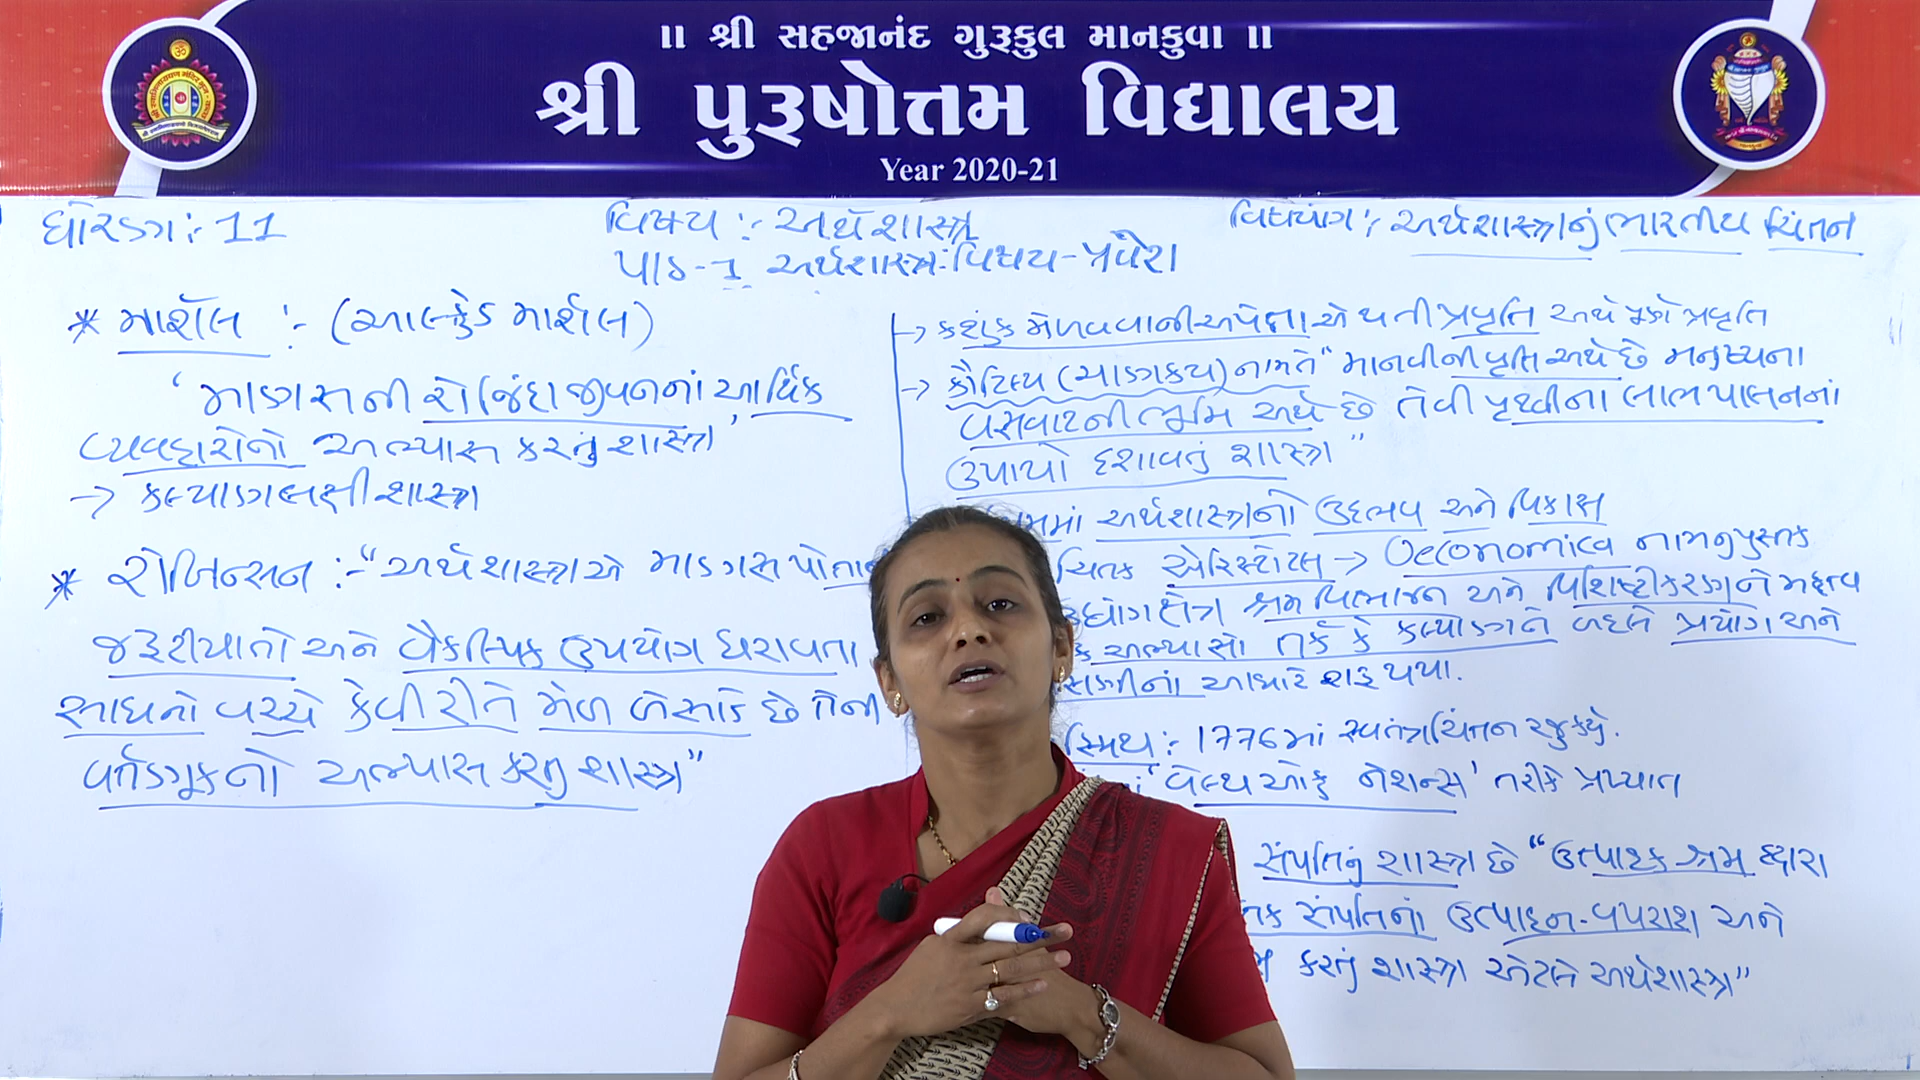 ॥ શ્રી સહજાનંદ ગુરૂકુલ માનકુવા ॥
શ્રી પુરૂષોત્તમ વિદ્યાલય
Year 2020-21
ધોરણ : 11
વિષય : અર્થશાસ્ત્ર
પાઠ-1 અર્થશાસ્ત્ર : વિષય-પ્રવેશ
વિષયાંગ : અર્થશાસ્ત્રનું ભારતીય ચિંતન
* માર્શલ :- (આલ્ફ્રેડ માર્શલ)
'માણસની રોજિંદા જીવનનાં આર્થિક
વ્યવહારોનો અભ્યાસ કરતું શાસ્ત્ર'
→ કલ્યાણલક્ષી શાસ્ત્ર
* રોબિન્સન :- "અર્થશાસ્ત્ર એ માણસ
જરૂરીયાતો અને વૈકલ્પિક ઉપયોગ ધરાવતા
સાધનો વચ્ચે કેવી રીતે મેળ બેસાડે છે તેની
વર્તણૂકનો અભ્યાસ કરતું શાસ્ત્ર"
→ કશુંક મેળવવાની અપેક્ષા એ થતી પ્રવૃતિ અર્થ પ્રવૃતિ
→ કૌટિલ્ય (ચાણક્ય) ના મતે "માનવીની વૃત્તિ અર્થ છે મનુષ્યના
વસવાટની ભૂમિ અર્થ છે તેવી પૃથ્વીના લાભ પાલનનાં
ઉપાયો દર્શાવતું શાસ્ત્ર"
અર્થશાસ્ત્રનો ઉદ્દભવ અને વિકાસ
ચિંતક એરિસ્ટોટલ → Oeconomica નામનું પુસ્તક
ઉદ્યોગક્ષેત્ર શ્રમ વિભાજન અને વિશિષ્ટીકરણને મહત્વ
અભ્યાસો તર્ક કે કલ્યાણને બદલે પ્રયોગ અને
આધારે શરૂ થયા.
સ્મિથ :- 1776માં સ્વતંત્ર ચિંતન રજુ કર્યુ.
'વેલ્થ ઓફ નેશન્સ' તરીકે પ્રખ્યાત
સંપતિનું શાસ્ત્ર છે "ઉત્પાદક શ્રમ દ્વારા
સંપતિનાં ઉત્પાદન-વપરાશ અને
કરતું શાસ્ત્ર એટલે અર્થશાસ્ત્ર"